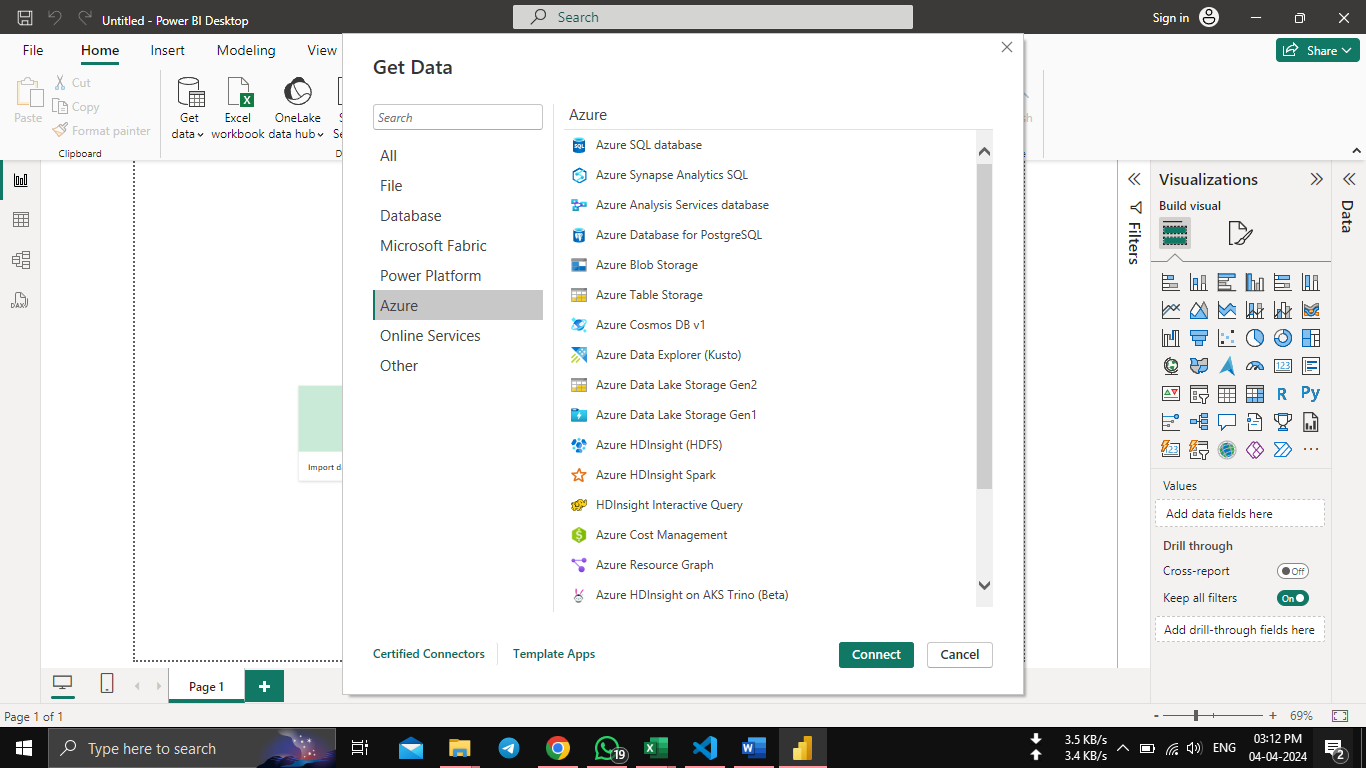 Untitled - Power BI Desktop
Search
Sign in
File
Home
Insert
Modeling
View
Share
Paste
Cut
Copy
Format painter
Clipboard
Get data
Excel workbook
OneLake data hub
Get Data
Search
All
File
Database
Microsoft Fabric
Power Platform
Azure
Online Services
Other
Azure
Azure SQL database
Azure Synapse Analytics SQL
Azure Analysis Services database
Azure Database for PostgreSQL
Azure Blob Storage
Azure Table Storage
Azure Cosmos DB v1
Azure Data Explorer (Kusto)
Azure Data Lake Storage Gen2
Azure Data Lake Storage Gen1
Azure HDInsight (HDFS)
Azure HDInsight Spark
HDInsight Interactive Query
Azure Cost Management
Azure Resource Graph
Azure HDInsight on AKS Trino (Beta)
Certified Connectors
Template Apps
Connect
Cancel
Import d
Filters
Visualizations
Build visual
Values
Add data fields here
Drill through
Cross-report
Off
Keep all filters
On
Add drill-through fields here
Data
Page 1
Page 1 of 1
- + 69%
Type here to search
19
3.5 KB/s
3.4 KB/s
ENG
03:12 PM
04-04-2024
2